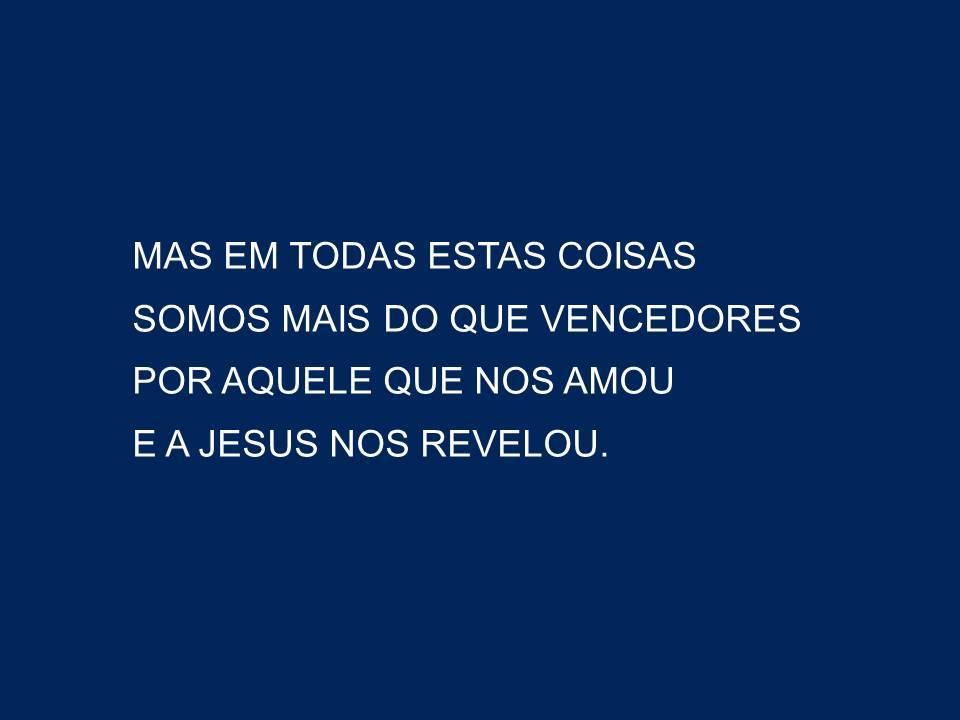 MAS EM TODAS ESTAS COISAS
SOMOS MAIS DO QUE VENCEDORES
POR AQUELE QUE NOS AMOU
E A JESUS NOS REVELOU.